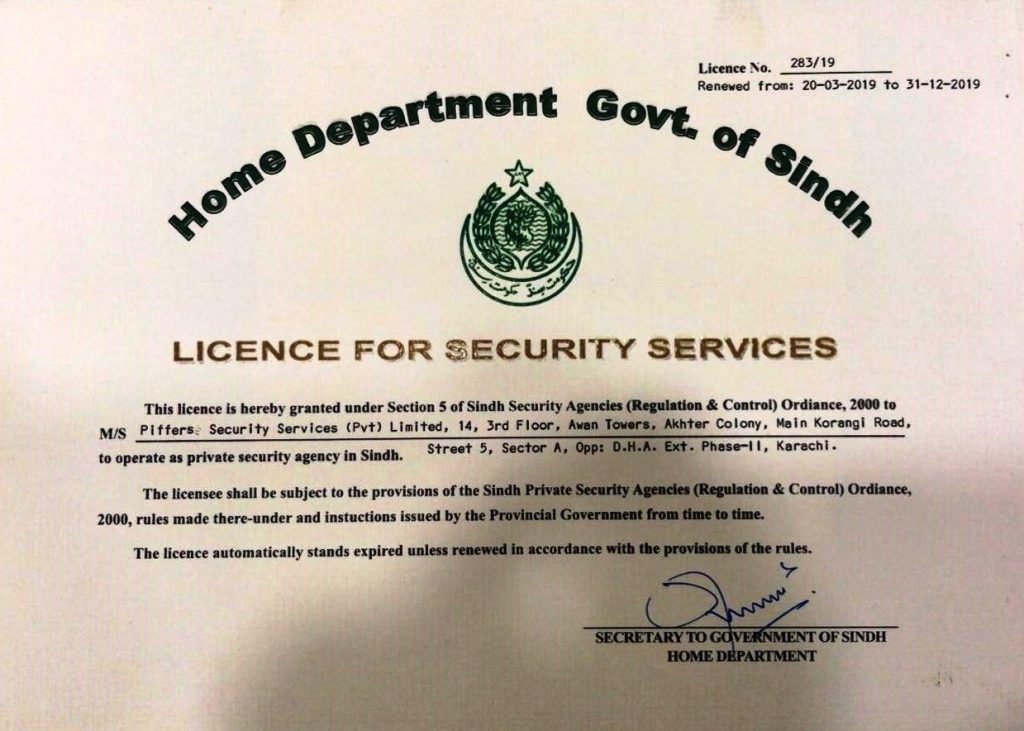 Licence No. 283/19
Renewed from: 20-03-2019 to 31-12-2019
Home Department Govt. of Sindh
حکومت سنڌ حکومت سندھ
LICENCE FOR SECURITY SERVICES
This licence is hereby granted under Section 5 of Sindh Security Agencies (Regulation & Control) Ordiance, 2000 to
M/S Piffers Security Services (Pvt) Limited, 14, 3rd Floor, Awan Towers, Akhter Colony, Main Korangi Road,
to operate as private security agency in Sindh. Street 5, Sector A, Opp: D.H.A. Ext. Phase-II, Karachi.
The licensee shall be subject to the provisions of the Sindh Private Security Agencies (Regulation & Control) Ordiance,
2000, rules made there-under and instuctions issued by the Provincial Government from time to time.
The licence automatically stands expired unless renewed in accordance with the provisions of the rules.
SECRETARY TO GOVERNMENT OF SINDH
HOME DEPARTMENT